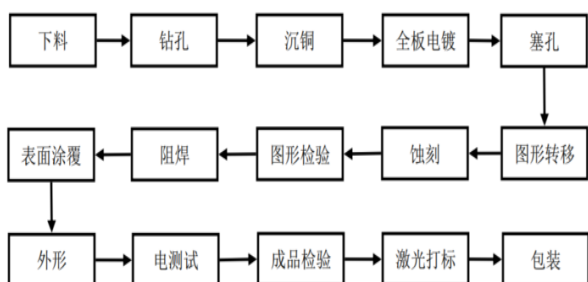 下料 钻孔 沉铜 全板电镀 塞孔
表面涂覆 阻焊 图形检验 蚀刻 图形转移
外形 电测试 成品检验 激光打标 包装